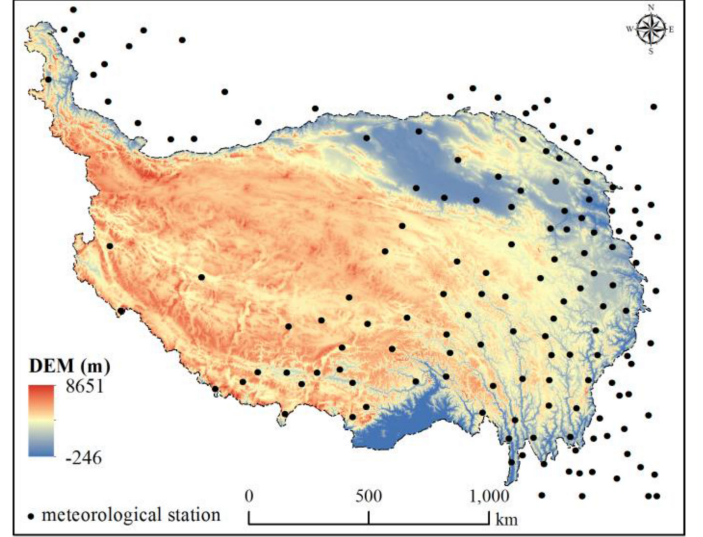 N
W E
S
DEM (m)
8651
-246
meteorological station
0 500 1,000
km